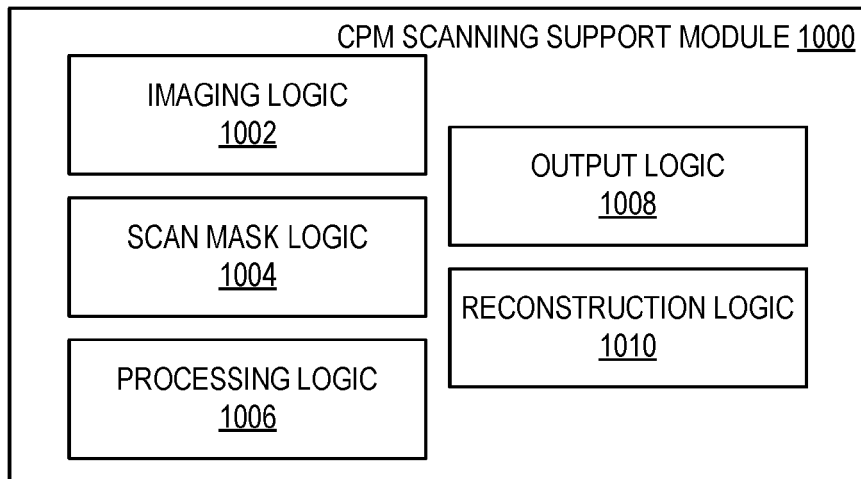 CPM SCANNING SUPPORT MODULE 1000
IMAGING LOGIC
1002
SCAN MASK LOGIC
1004
PROCESSING LOGIC
1006
OUTPUT LOGIC
1008
RECONSTRUCTION LOGIC
1010